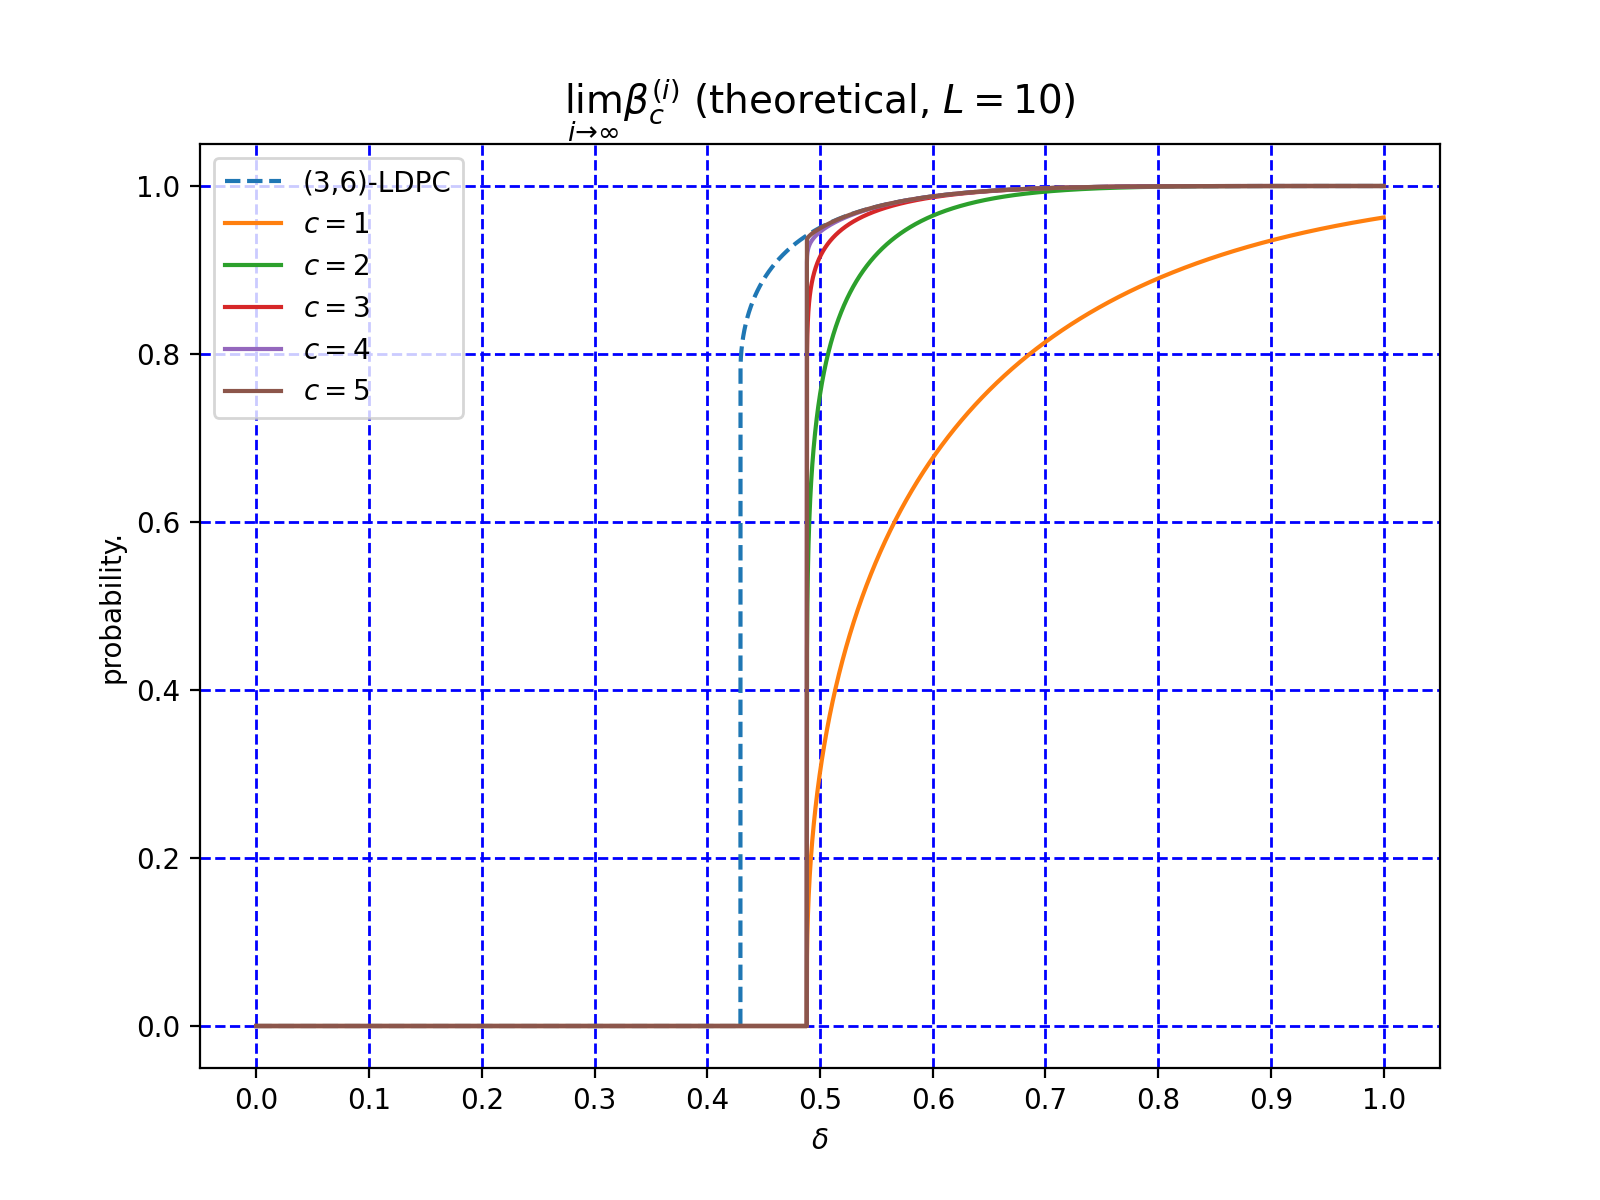 lim β_c^(i) (theoretical, L = 10)
i→∞
(3,6)-LDPC
c = 1
c = 2
c = 3
c = 4
c = 5
probability.
1.0
0.8
0.6
0.4
0.2
0.0
0.0 0.1 0.2 0.3 0.4 0.5 0.6 0.7 0.8 0.9 1.0
δ